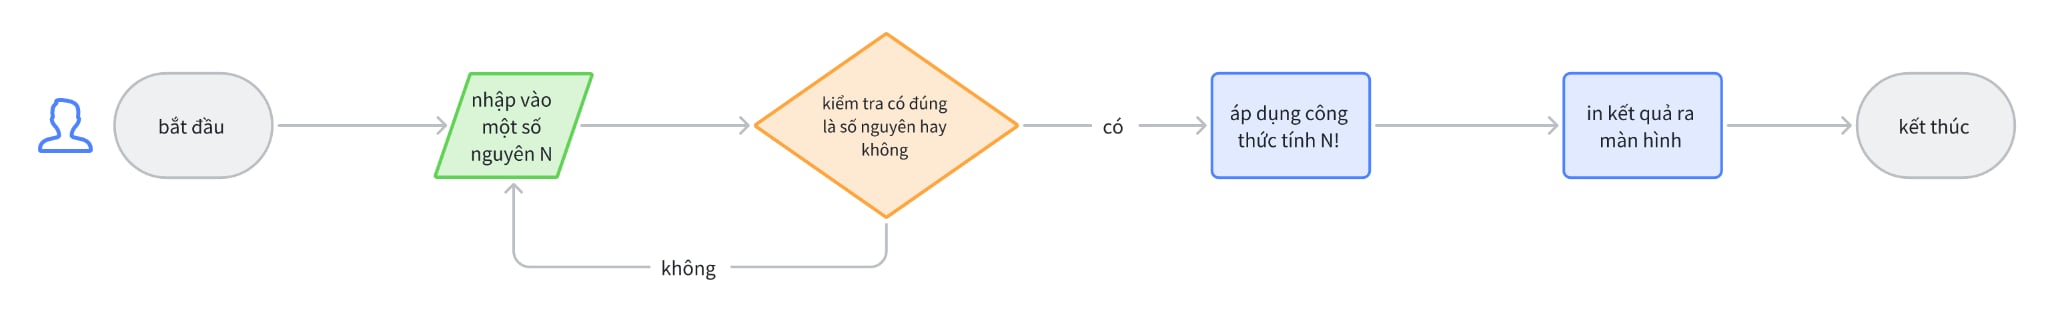 bắt đầu
nhập vào
một số
nguyên N
kiểm tra có đúng
là số nguyên hay
không
có
áp dụng công
thức tính N!
in kết quả ra
màn hình
kết thúc
không